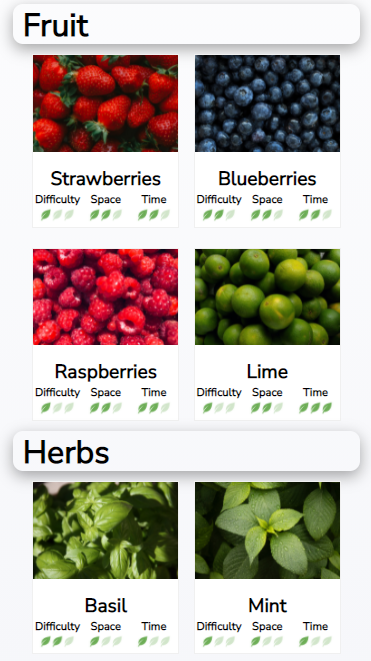 Fruit
Strawberries Blueberries
Difficulty Space Time Difficulty Space Time
Raspberries Lime
Difficulty Space Time Difficulty Space Time
Herbs
Basil Mint
Difficulty Space Time Difficulty Space Time